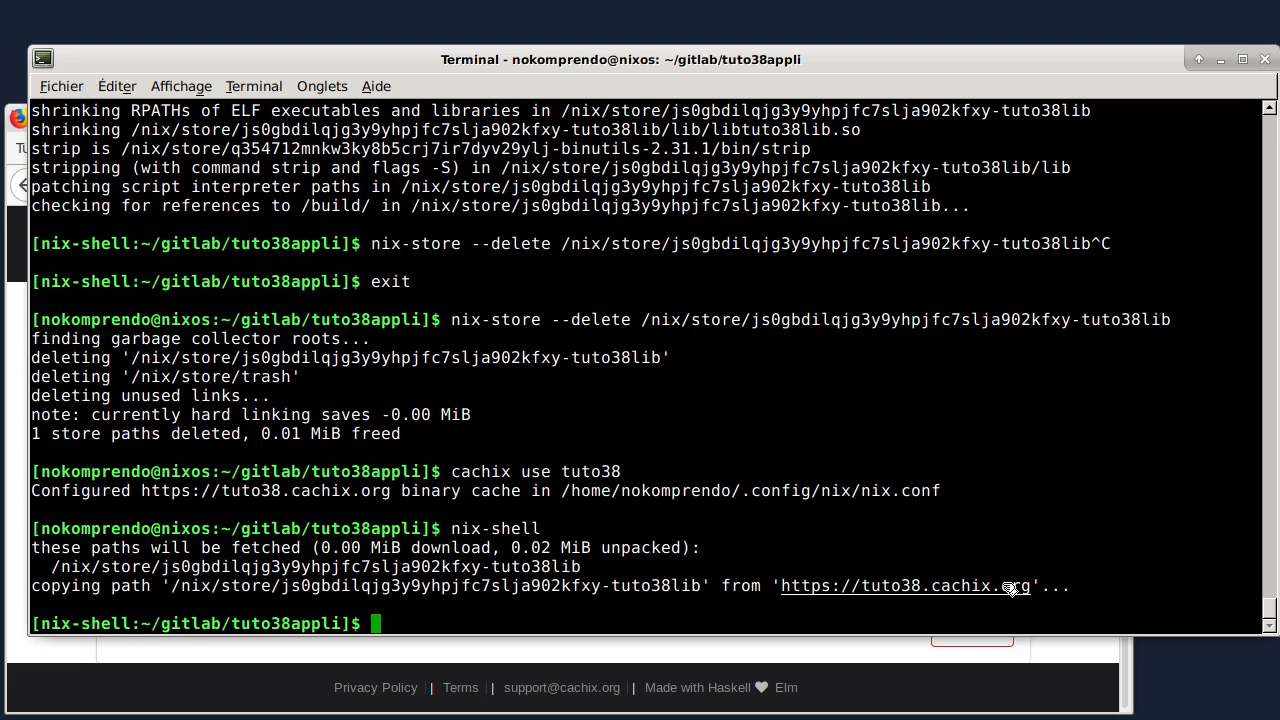 Terminal - nokomprendo@nixos: ~/gitlab/tuto38appli
Fichier Éditer Affichage Terminal Onglets Aide
shrinking RPATHs of ELF executables and libraries in /nix/store/js0gbdilqjg3y9yhpjfc7slja902kfxy-tuto38lib
shrinking /nix/store/js0gbdilqjg3y9yhpjfc7slja902kfxy-tuto38lib/lib/libtuto38lib.so
strip is /nix/store/q354712mnkw3ky8b5crj7ir7dyv29ylj-binutils-2.31.1/bin/strip
stripping (with command strip and flags -S) in /nix/store/js0gbdilqjg3y9yhpjfc7slja902kfxy-tuto38lib/lib
patching script interpreter paths in /nix/store/js0gbdilqjg3y9yhpjfc7slja902kfxy-tuto38lib
checking for references to /build/ in /nix/store/js0gbdilqjg3y9yhpjfc7slja902kfxy-tuto38lib...
[nix-shell:~/gitlab/tuto38appli]$ nix-store --delete /nix/store/js0gbdilqjg3y9yhpjfc7slja902kfxy-tuto38lib^C
[nix-shell:~/gitlab/tuto38appli]$ exit
[nokomprendo@nixos:~/gitlab/tuto38appli]$ nix-store --delete /nix/store/js0gbdilqjg3y9yhpjfc7slja902kfxy-tuto38lib
finding garbage collector roots...
deleting '/nix/store/js0gbdilqjg3y9yhpjfc7slja902kfxy-tuto38lib'
deleting '/nix/store/trash'
deleting unused links...
note: currently hard linking saves -0.00 MiB
1 store paths deleted, 0.01 MiB freed
[nokomprendo@nixos:~/gitlab/tuto38appli]$ cachix use tuto38
Configured https://tuto38.cachix.org binary cache in /home/nokomprendo/.config/nix/nix.conf
[nokomprendo@nixos:~/gitlab/tuto38appli]$ nix-shell
these paths will be fetched (0.00 MiB download, 0.02 MiB unpacked):
/nix/store/js0gbdilqjg3y9yhpjfc7slja902kfxy-tuto38lib
copying path '/nix/store/js0gbdilqjg3y9yhpjfc7slja902kfxy-tuto38lib' from 'https://tuto38.cachix.org'...
[nix-shell:~/gitlab/tuto38appli]$
Privacy Policy | Terms | support@cachix.org | Made with Haskell Elm